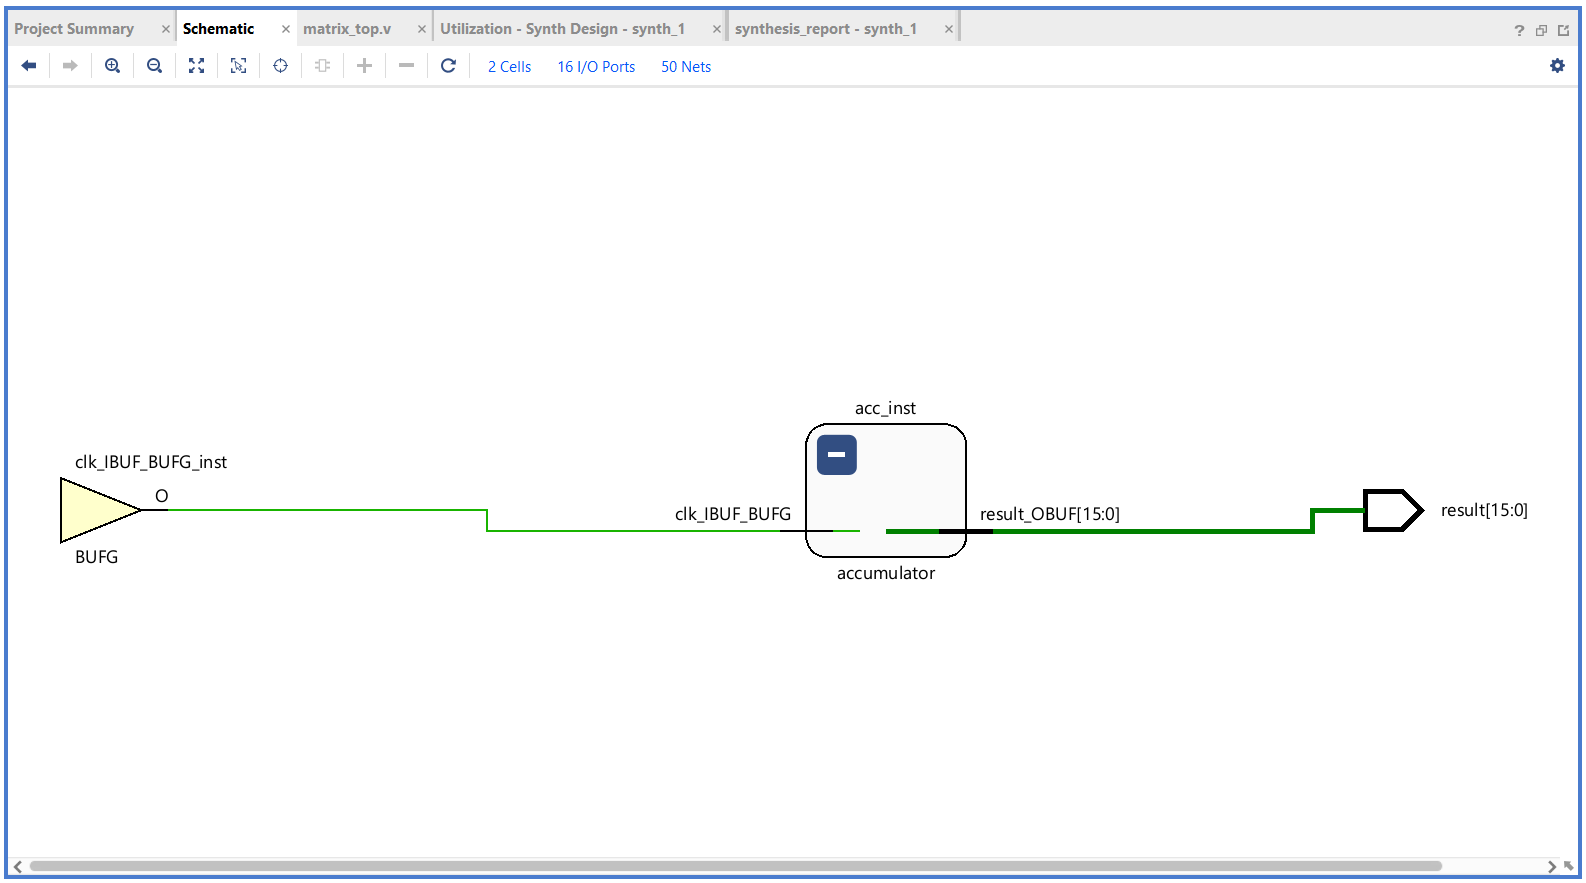 Project Summary × Schematic × matrix_top.v × Utilization - Synth Design - synth_1 × synthesis_report - synth_1 × ?
2 Cells 16 I/O Ports 50 Nets
acc_inst
clk_IBUF_BUFG_inst
O
clk_IBUF_BUFG result_OBUF[15:0] result[15:0]
BUFG
accumulator